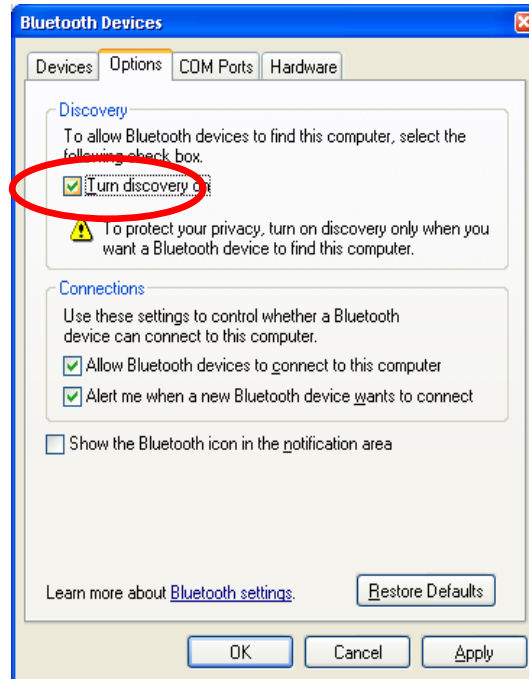 Bluetooth Devices
Devices Options COM Ports Hardware
Discovery
To allow Bluetooth devices to find this computer, select the
following check box.
Turn discovery on
To protect your privacy, turn on discovery only when you
want a Bluetooth device to find this computer.
Connections
Use these settings to control whether a Bluetooth
device can connect to this computer.
Allow Bluetooth devices to connect to this computer
Alert me when a new Bluetooth device wants to connect
Show the Bluetooth icon in the notification area
Learn more about Bluetooth settings. Restore Defaults
OK Cancel Apply